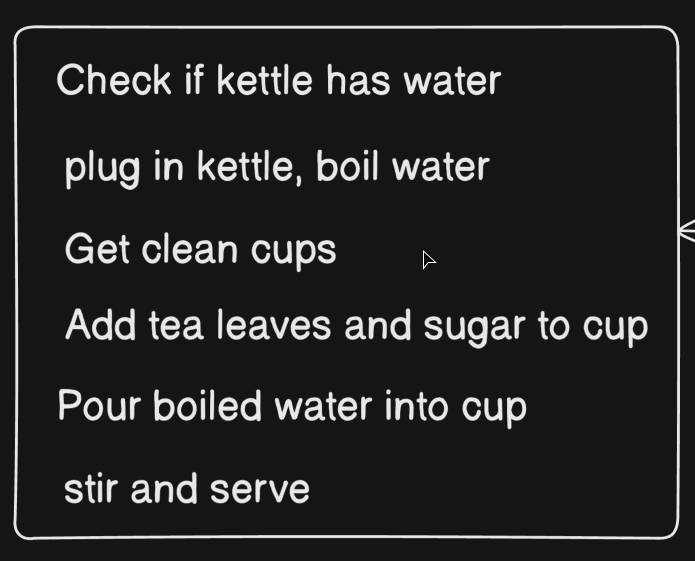 Check if kettle has water
plug in kettle, boil water
Get clean cups
Add tea leaves and sugar to cup
Pour boiled water into cup
stir and serve